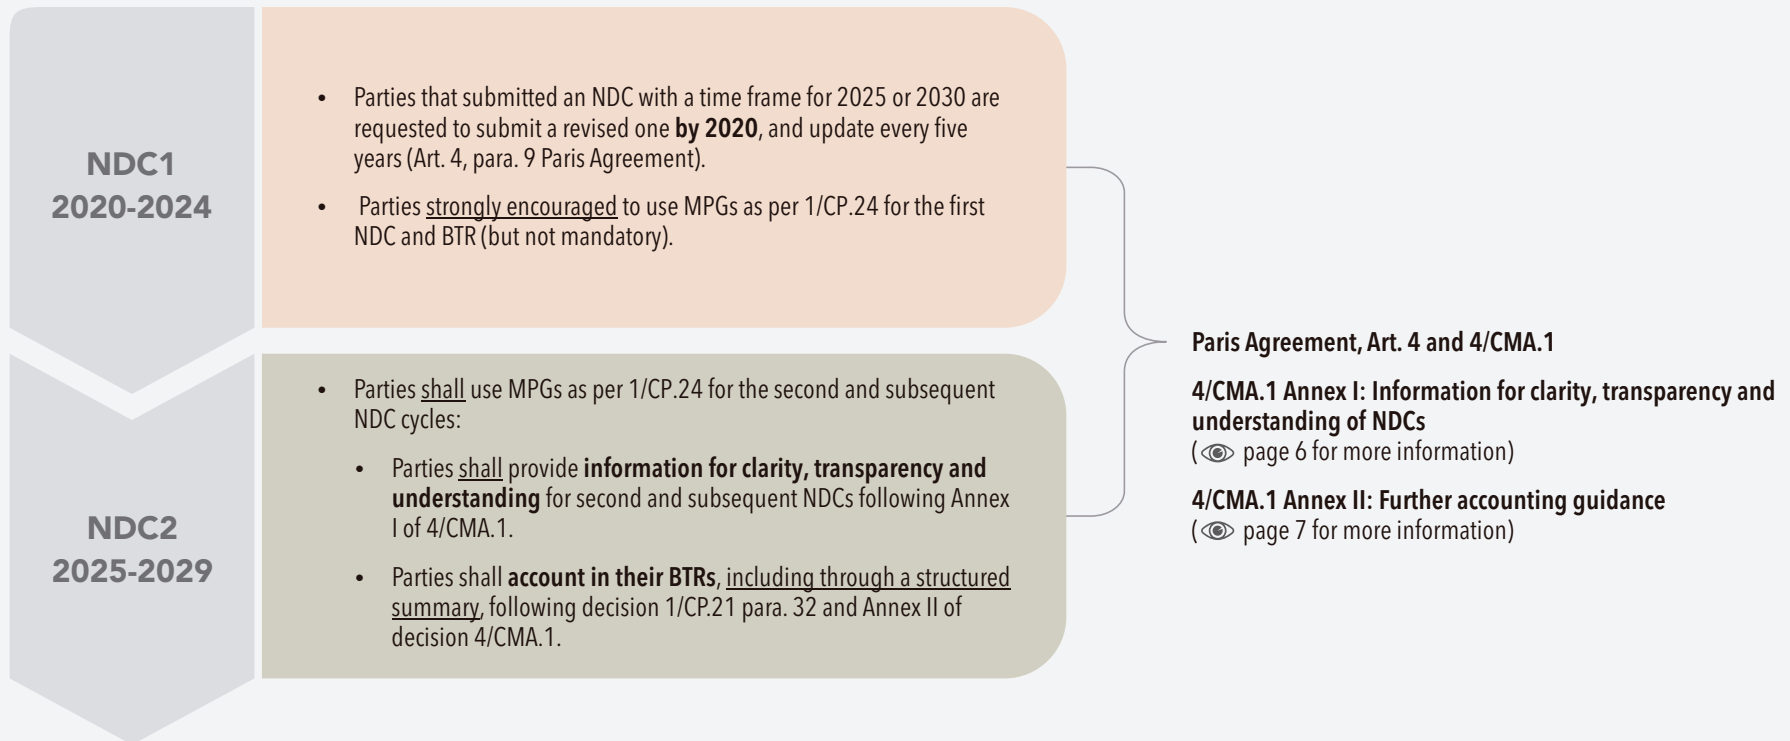 NDC1
2020-2024
• Parties that submitted an NDC with a time frame for 2025 or 2030 are
requested to submit a revised one by 2020, and update every five
years (Art. 4, para. 9 Paris Agreement).
• Parties strongly encouraged to use MPGs as per 1/CP.24 for the first
NDC and BTR (but not mandatory).
NDC2
2025-2029
• Parties shall use MPGs as per 1/CP.24 for the second and subsequent
NDC cycles:
• Parties shall provide information for clarity, transparency and
understanding for second and subsequent NDCs following Annex
I of 4/CMA.1.
• Parties shall account in their BTRs, including through a structured
summary, following decision 1/CP.21 para. 32 and Annex II of
decision 4/CMA.1.
Paris Agreement, Art. 4 and 4/CMA.1
4/CMA.1 Annex I: Information for clarity, transparency and
understanding of NDCs
( page 6 for more information)
4/CMA.1 Annex II: Further accounting guidance
( page 7 for more information)